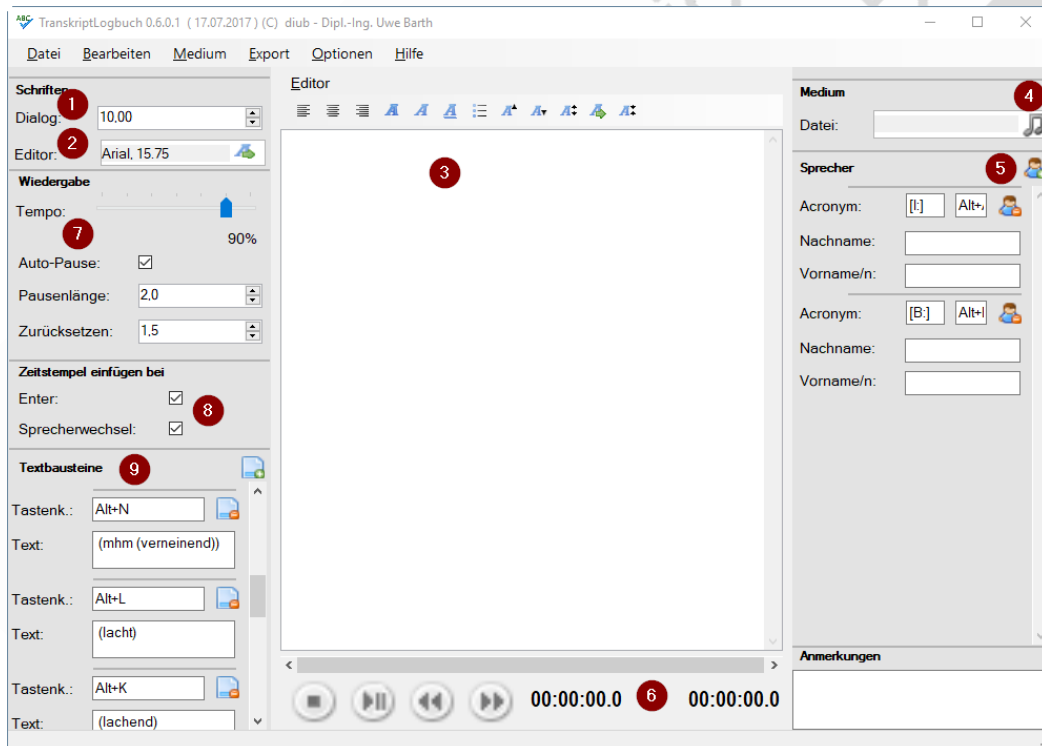 TranskriptLogbuch 0.6.0.1 ( 17.07.2017 ) (C) diub - Dipl.-Ing. Uwe Barth
Datei Bearbeiten Medium Export Optionen Hilfe
Schriften
1
Dialog: 10,00
2
Editor: Arial, 15.75
Wiedergabe
Tempo:
7
90%
Auto-Pause:
Pausenlänge: 2,0
Zurücksetzen: 1,5
Zeitstempel einfügen bei
Enter:
8
Sprecherwechsel:
Textbausteine 9
Tastenk.: Alt+N
Text: (mhm (verneinend))
Tastenk.: Alt+L
Text: (lacht)
Tastenk.: Alt+K
Text: (lachend)
Editor
3
00:00:00.0 6 00:00:00.0
Medium
4
Datei:
Sprecher 5
Acronym: [I:] Alt+
Nachname:
Vorname/n:
Acronym: [B:] Alt+
Nachname:
Vorname/n:
Anmerkungen